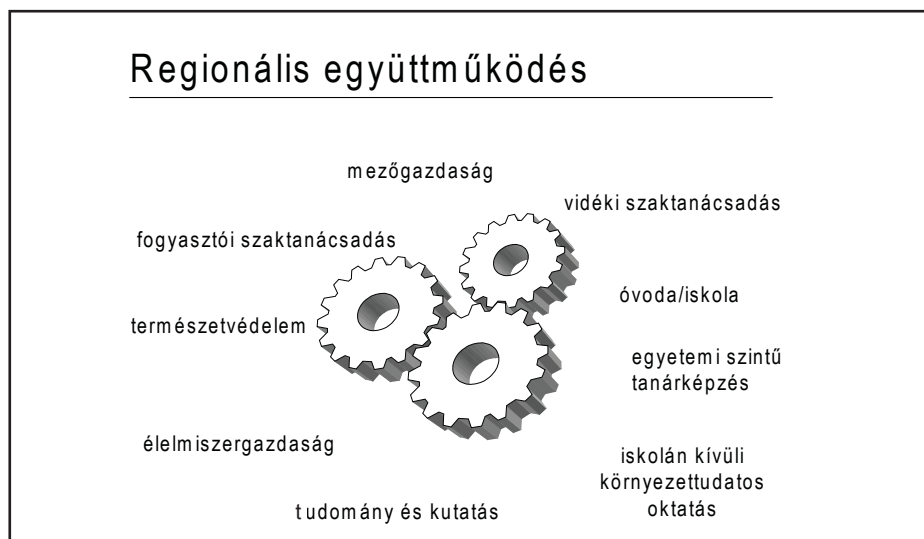 Regionális együttműködés
mezőgazdaság
vidéki szaktanácsadás
fogyasztói szaktanácsadás
óvoda/iskola
természetvédelem
egyetemi szintű
tanárképzés
élelmiszergazdaság
iskolán kívüli
környezettudatos
oktatás
tudomány és kutatás